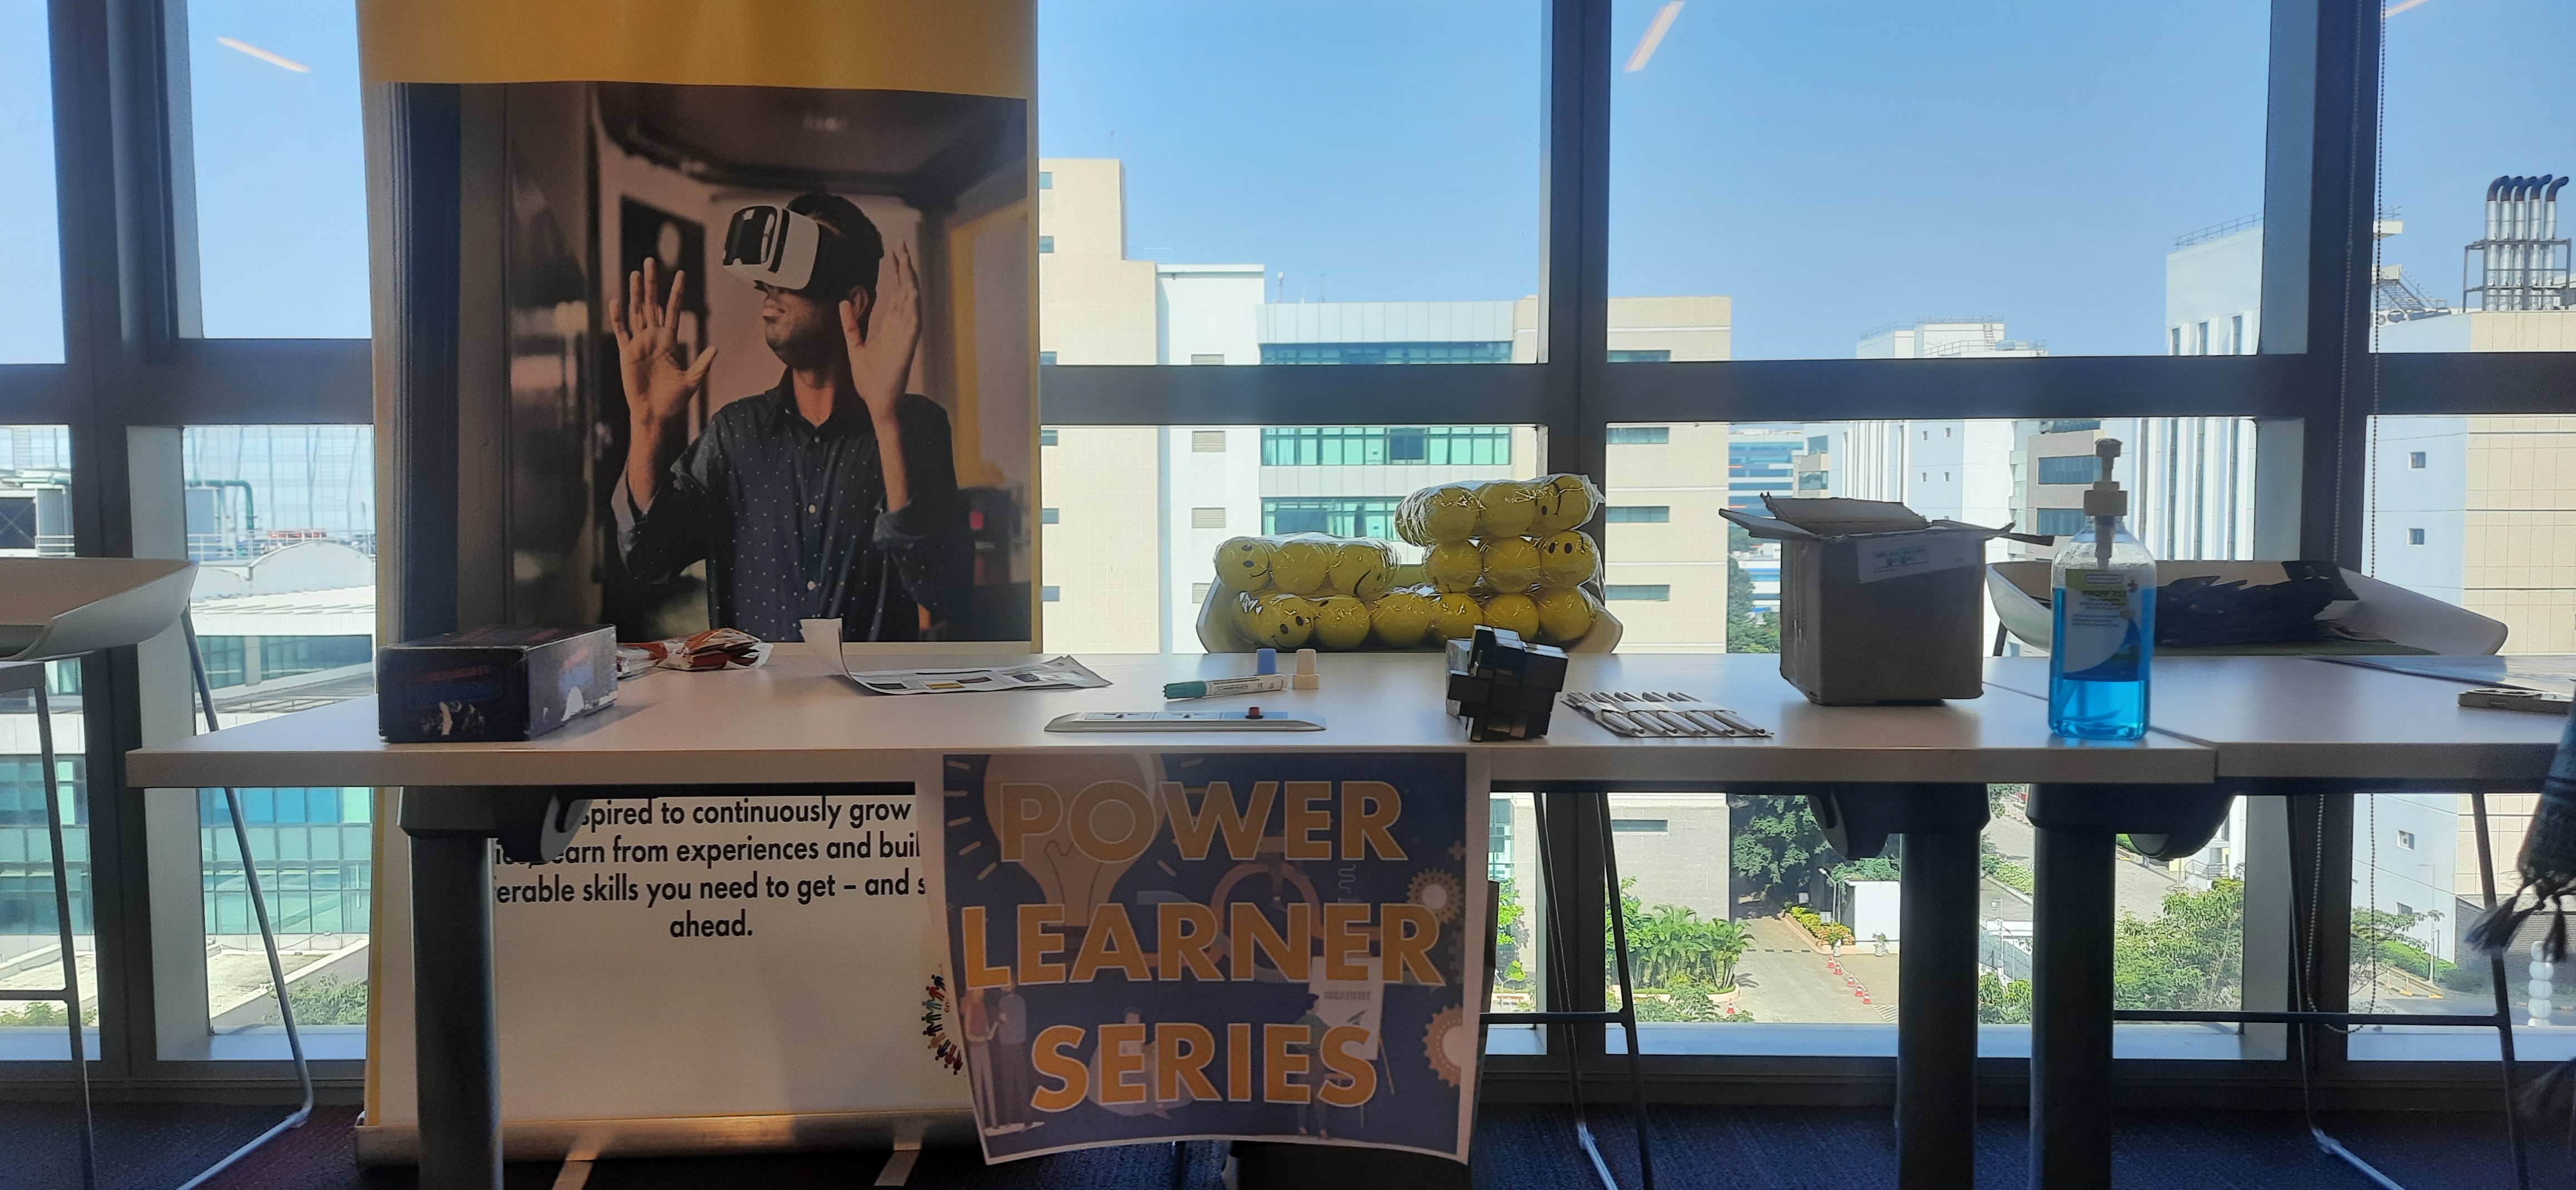 spired to continuously grow
earn from experiences and buil
erable skills you need to get – and s
ahead.
POWER
LEARNER
SERIES
CREATIVITY